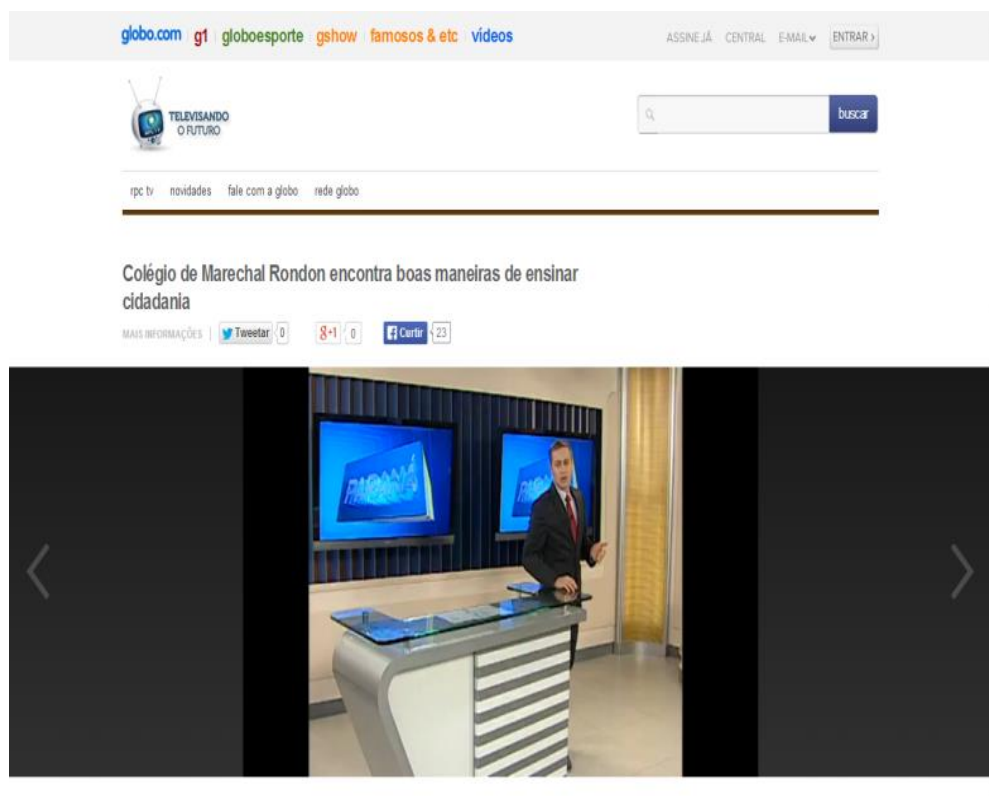 globo.com g1 globoesporte gshow famosos & etc vídeos ASSINE JÁ CENTRAL E-MAIL ENTRAR >
TELEVISANDO
O FUTURO
buscar
rpc tv novidades fale com a globo rede globo
Colégio de Marechal Rondon encontra boas maneiras de ensinar
cidadania
MAIS INFORMAÇÕES | Tweetar 0 8+1 0 Curtir 23
PARANÁ